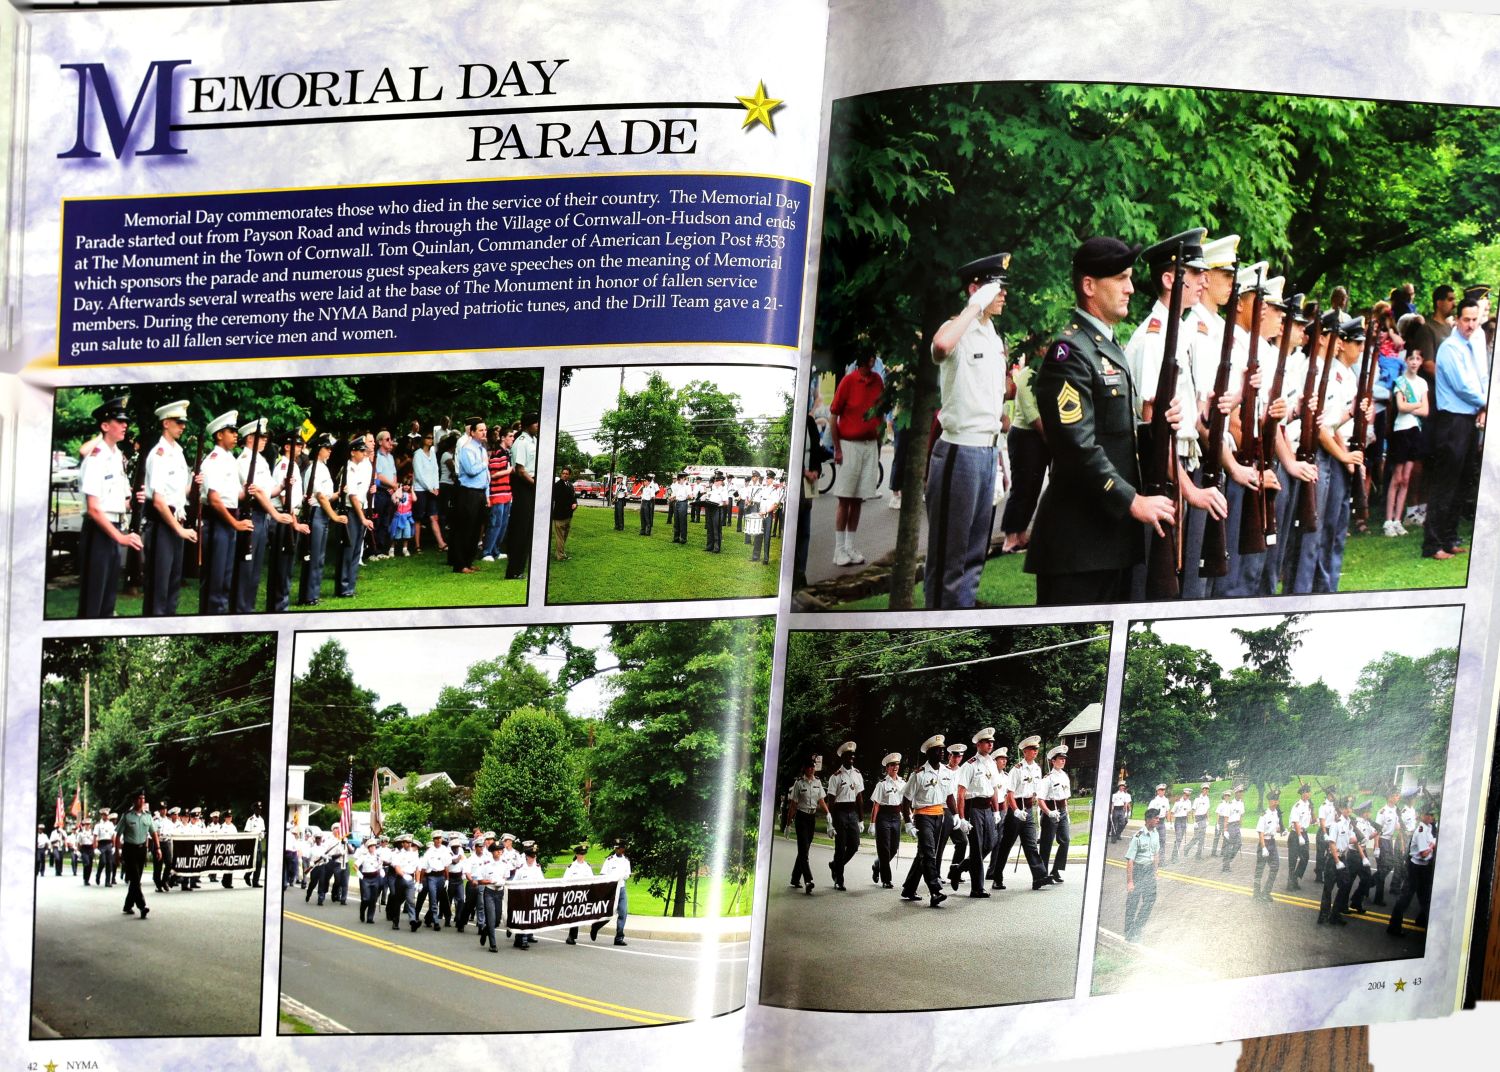 MEMORIAL DAY
PARADE
Memorial Day commemorates those who died in the service of their country. The Memorial Day
Parade started out from Payson Road and winds through the Village of Cornwall-on-Hudson and ends
at The Monument in the Town of Cornwall. Tom Quinlan, Commander of American Legion Post #353
which sponsors the parade and numerous guest speakers gave speeches on the meaning of Memorial
Day. Afterwards several wreaths were laid at the base of The Monument in honor of fallen service
members. During the ceremony the NYMA Band played patriotic tunes, and the Drill Team gave a 21-
gun salute to all fallen service men and women.
A
NEW YORK
MILITARY ACADEMY
NEW YORK
MILITARY ACADEMY
42 NYMA
2004 43